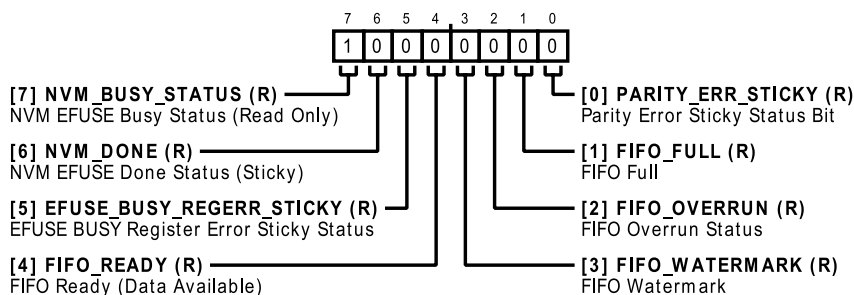 7 6 5 4 3 2 1 0
1 0 0 0 0 0 0 0
[7] NVM_BUSY_STATUS (R)
NVM EFUSE Busy Status (Read Only)
[6] NVM_DONE (R)
NVM EFUSE Done Status (Sticky)
[5] EFUSE_BUSY_REGERR_STICKY (R)
EFUSE BUSY Register Error Sticky Status
[4] FIFO_READY (R)
FIFO Ready (Data Available)
[0] PARITY_ERR_STICKY (R)
Parity Error Sticky Status Bit
[1] FIFO_FULL (R)
FIFO Full
[2] FIFO_OVERRUN (R)
FIFO Overrun Status
[3] FIFO_WATERMARK (R)
FIFO Watermark